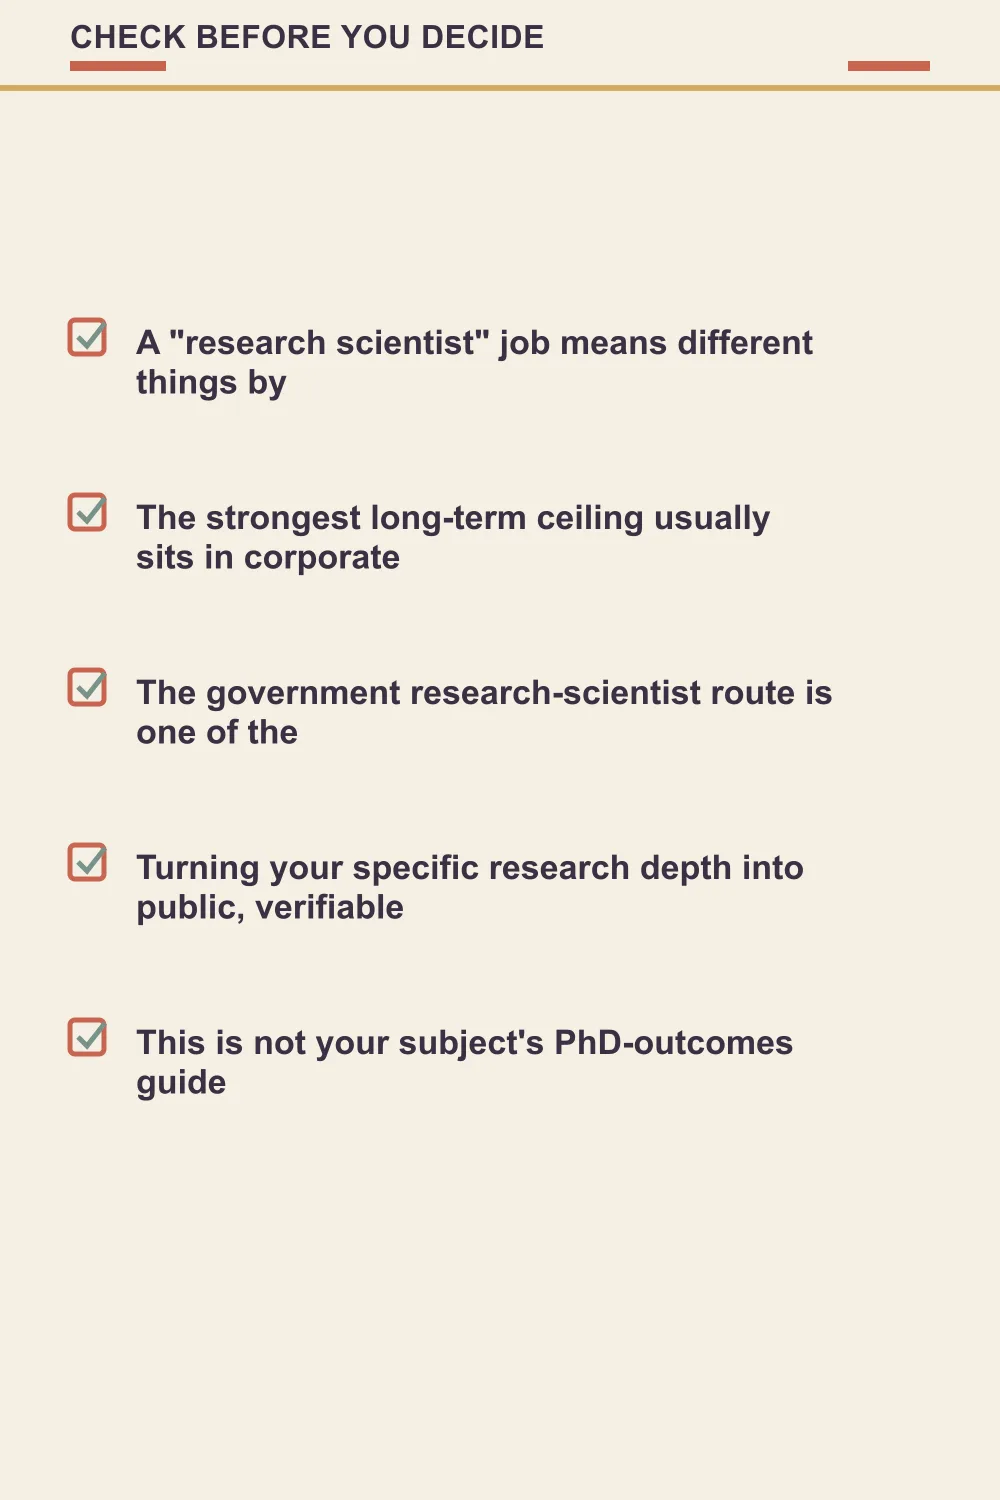 CHECK BEFORE YOU DECIDE
A "research scientist" job means different
things by
The strongest long-term ceiling usually
sits in corporate
The government research-scientist route is
one of the
Turning your specific research depth into
public, verifiable
This is not your subject's PhD-outcomes
guide